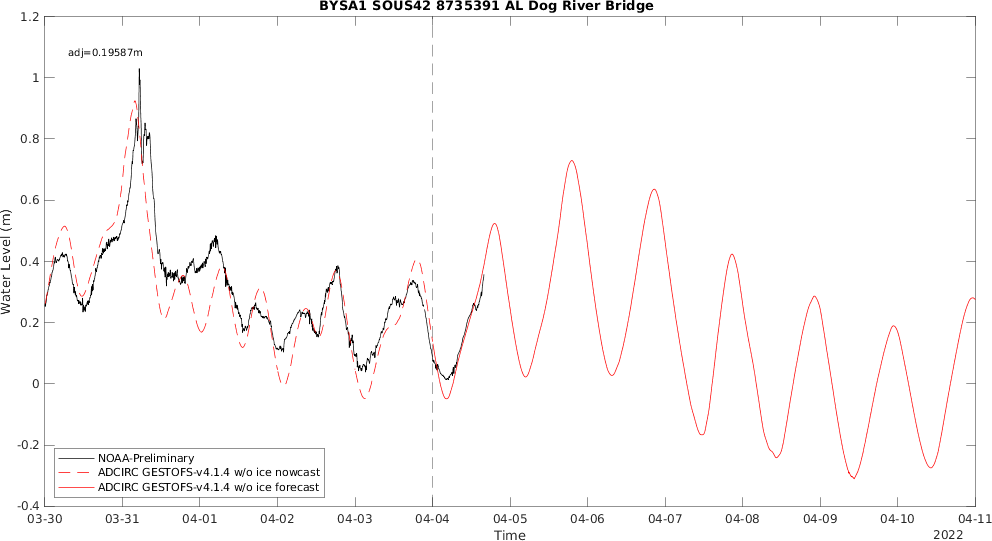 BYSA1 SOUS42 8735391 AL Dog River Bridge
adj=0.19587m
1.2
1
0.8
0.6
0.4
0.2
0
-0.2
-0.4
Water Level (m)
NOAA-Preliminary
ADCIRC GESTOFS-v4.1.4 w/o ice nowcast
ADCIRC GESTOFS-v4.1.4 w/o ice forecast
03-30 03-31 04-01 04-02 04-03 04-04 04-05 04-06 04-07 04-08 04-09 04-10 04-11
Time
2022